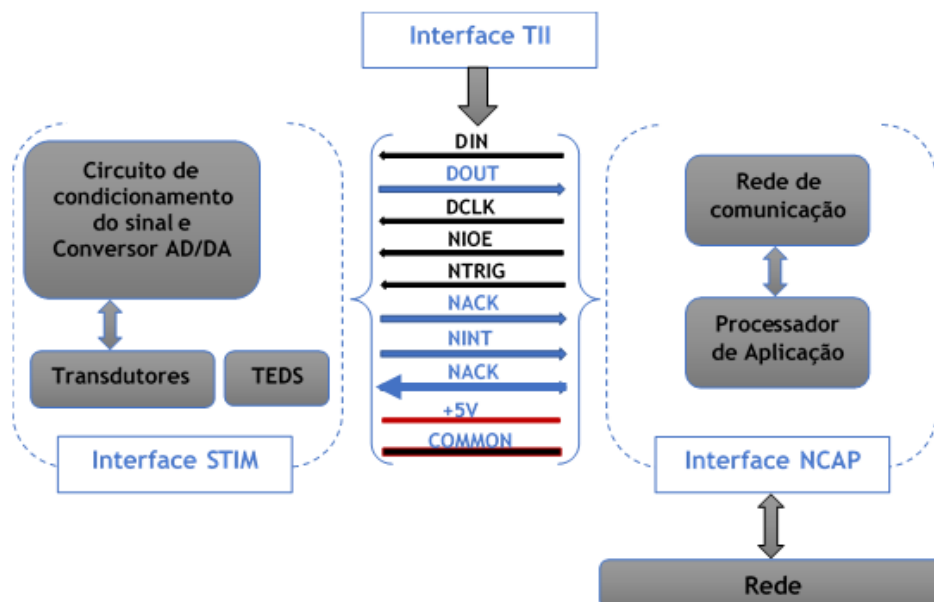 Interface TII
Circuito de
condicionamento
do sinal e
Conversor AD/DA
Transdutores
TEDS
Interface STIM
DIN
DOUT
DCLK
NIOE
NTRIG
NACK
NINT
NACK
+5V
COMMON
Rede de
comunicação
Processador
de Aplicação
Interface NCAP
Rede